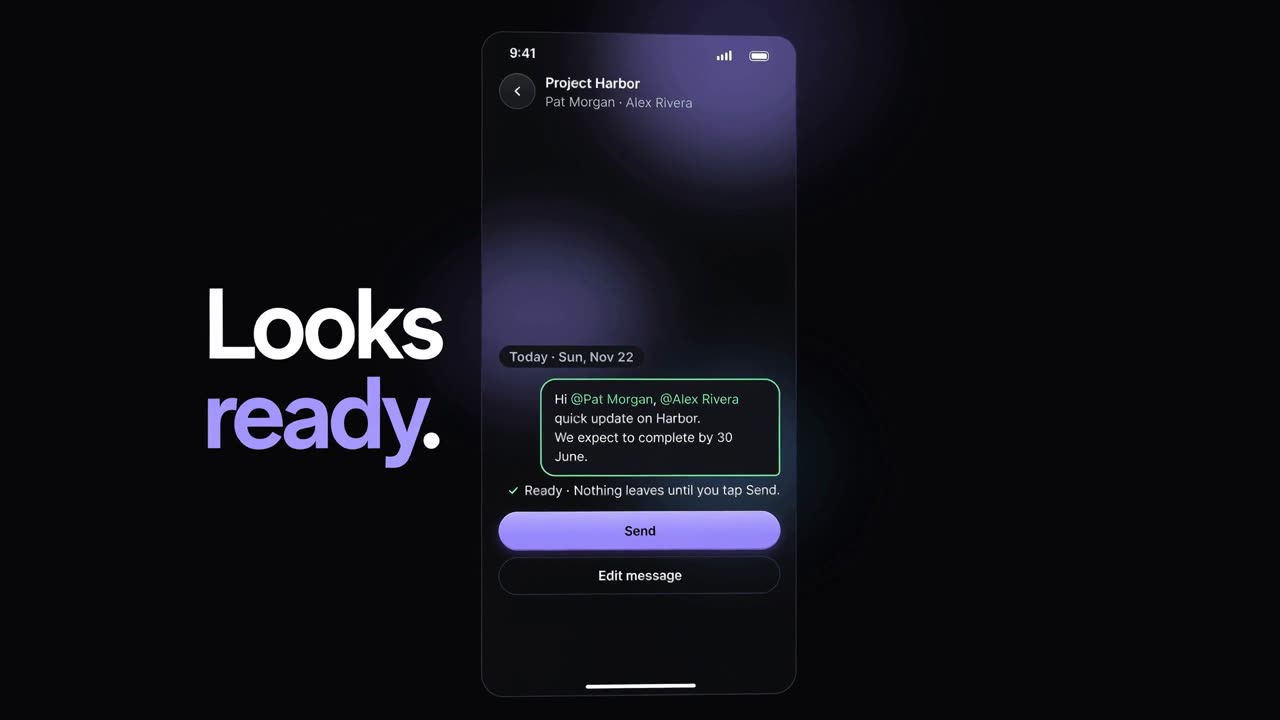 Looks
ready.
9:41
Project Harbor
Pat Morgan · Alex Rivera
Today · Sun, Nov 22
Hi @Pat Morgan, @Alex Rivera
quick update on Harbor.
We expect to complete by 30
June.
Ready · Nothing leaves until you tap Send.
Send
Edit message